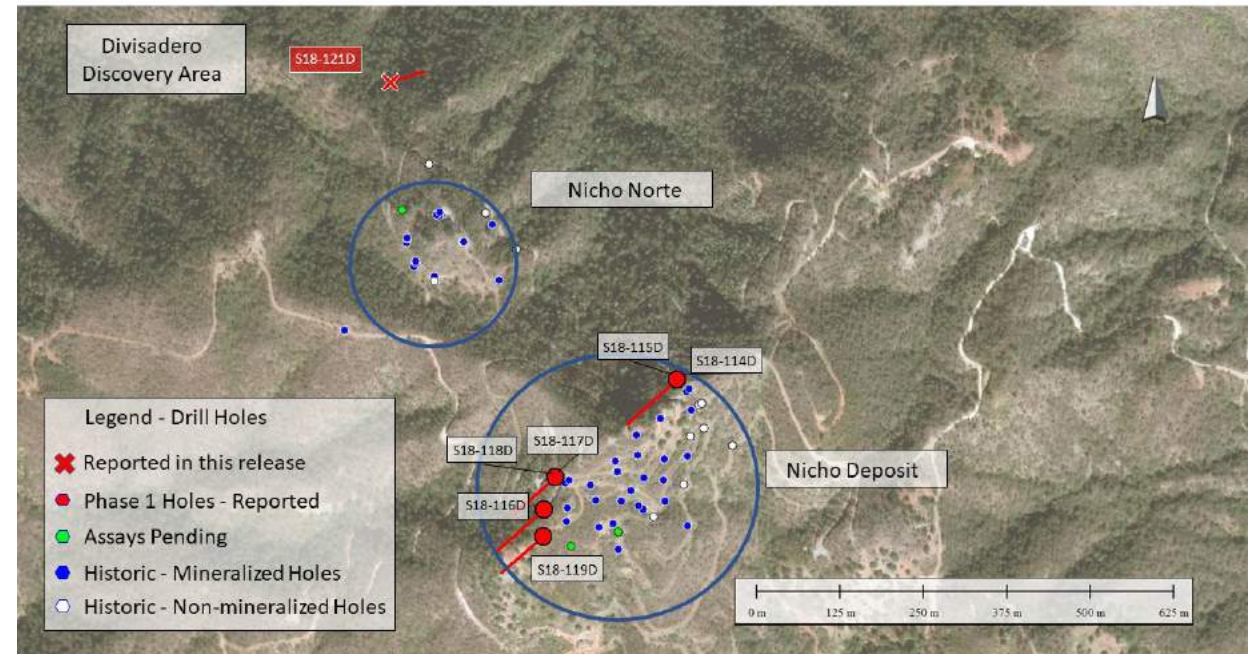 Divisadero
Discovery Area
S18-121D
Nicho Norte
S18-115D
S18-114D
S18-117D
S18-118D
S18-116D
S18-119D
Nicho Deposit
Legend - Drill Holes
Reported in this release
Phase 1 Holes - Reported
Assays Pending
Historic - Mineralized Holes
Historic - Non-mineralized Holes
0 m 125 m 250 m 375 m 500 m 625 m